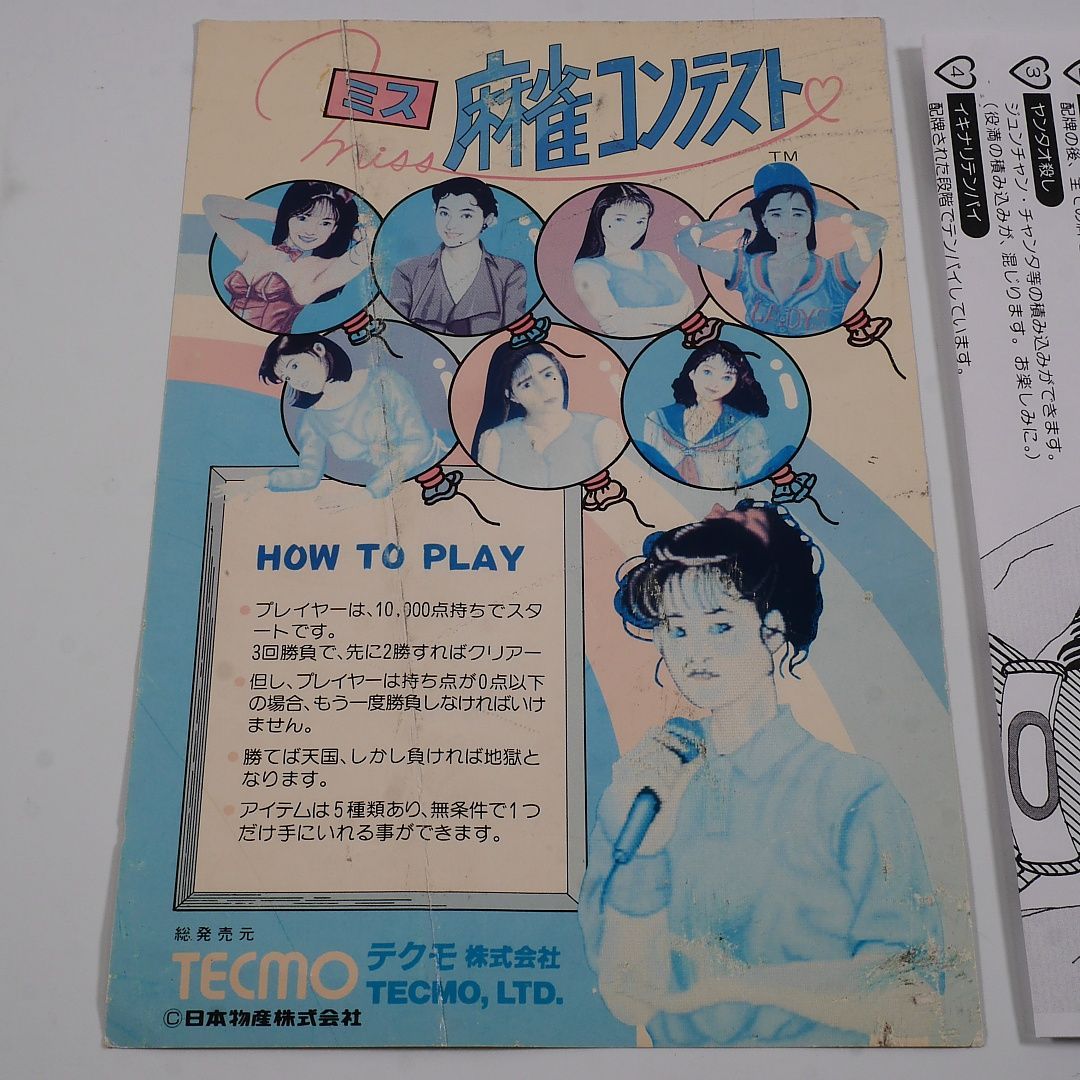 ミス
麻雀コンテスト
miss
TM
LADYS
HOW TO PLAY
プレイヤーは、10,000点持ちでスタ
ートです。
3回勝負で、先に2勝すればクリアー
但し、プレイヤーは持ち点が0点以下
の場合、もう一度勝負しなければいけ
ません。
勝てば天国、しかし負ければ地獄と
なります。
アイテムは5種類あり、無条件で1つ
だけ手にいれる事ができます。
総発売元
TECMO
テクモ株式会社
TECMO, LTD.
©日本物産株式会社
配牌の後、
3
ヤンタオ殺し
ジュンチャン・チャンタ等の積み込みができます。
(役満の積み込みが、混じります。お楽しみに。)
4
イキナリテンパイ
配牌された段階でテンパイしています。